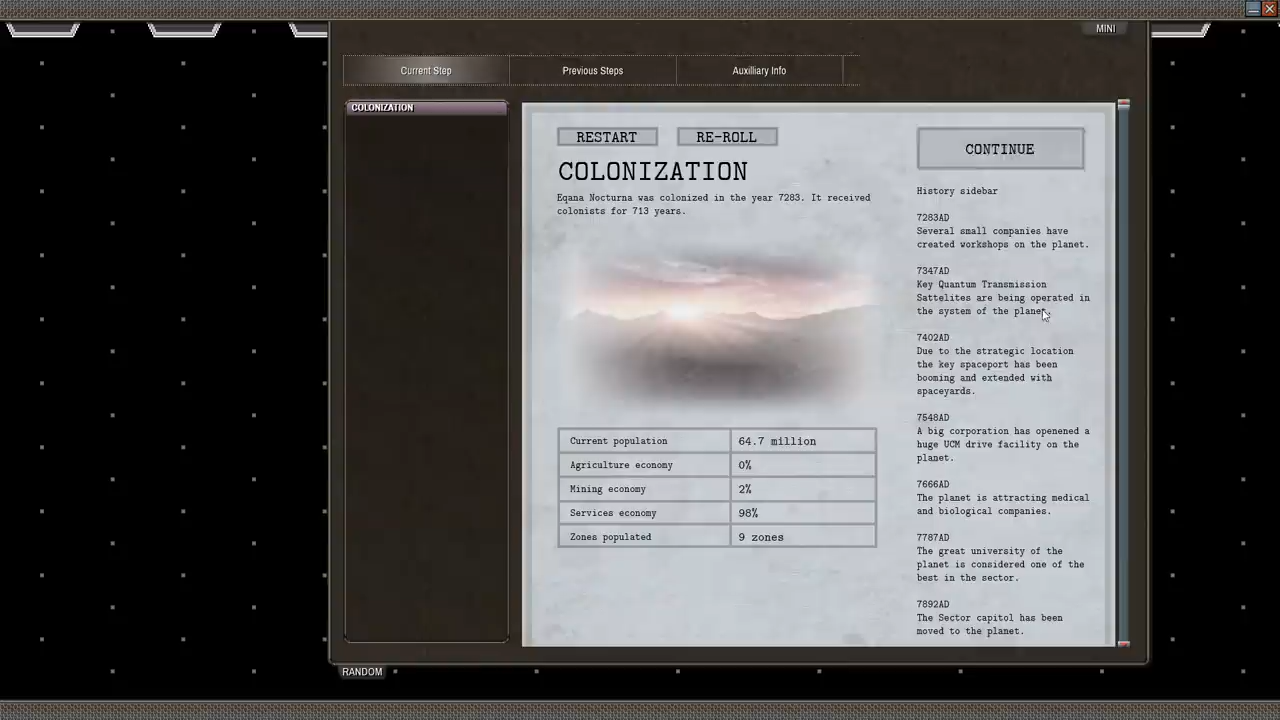 MINI
Current Step
Previous Steps
Auxilliary Info
COLONIZATION
RESTART
RE-ROLL
COLONIZATION
Eqana Nocturna was colonized in the year 7283. It received
colonists for 713 years.
Current population
64.7 million
Agriculture economy
0%
Mining economy
2%
Services economy
98%
Zones populated
9 zones
CONTINUE
History sidebar
7283AD
Several small companies have
created workshops on the planet.
7347AD
Key Quantum Transmission
Sattelites are being operated in
the system of the planet.
7402AD
Due to the strategic location
the key spaceport has been
booming and extended with
spaceyards.
7548AD
A big corporation has openened a
huge UCM drive facility on the
planet.
7666AD
The planet is attracting medical
and biological companies.
7787AD
The great university of the
planet is considered one of the
best in the sector.
7892AD
The Sector capitol has been
moved to the planet.
RANDOM